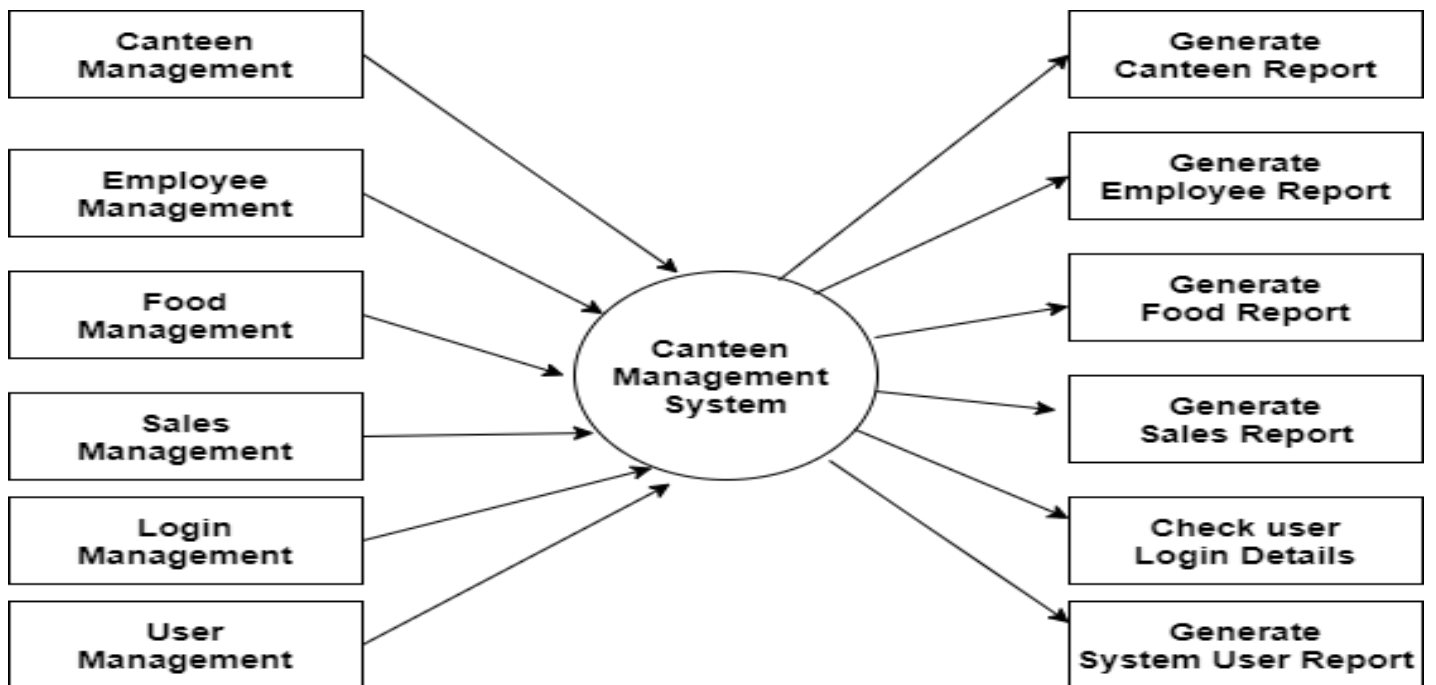 Canteen
Management
Employee
Management
Food
Management
Sales
Management
Login
Management
User
Management
Canteen
Management
System
Generate
Canteen Report
Generate
Employee Report
Generate
Food Report
Generate
Sales Report
Check user
Login Details
Generate
System User Report